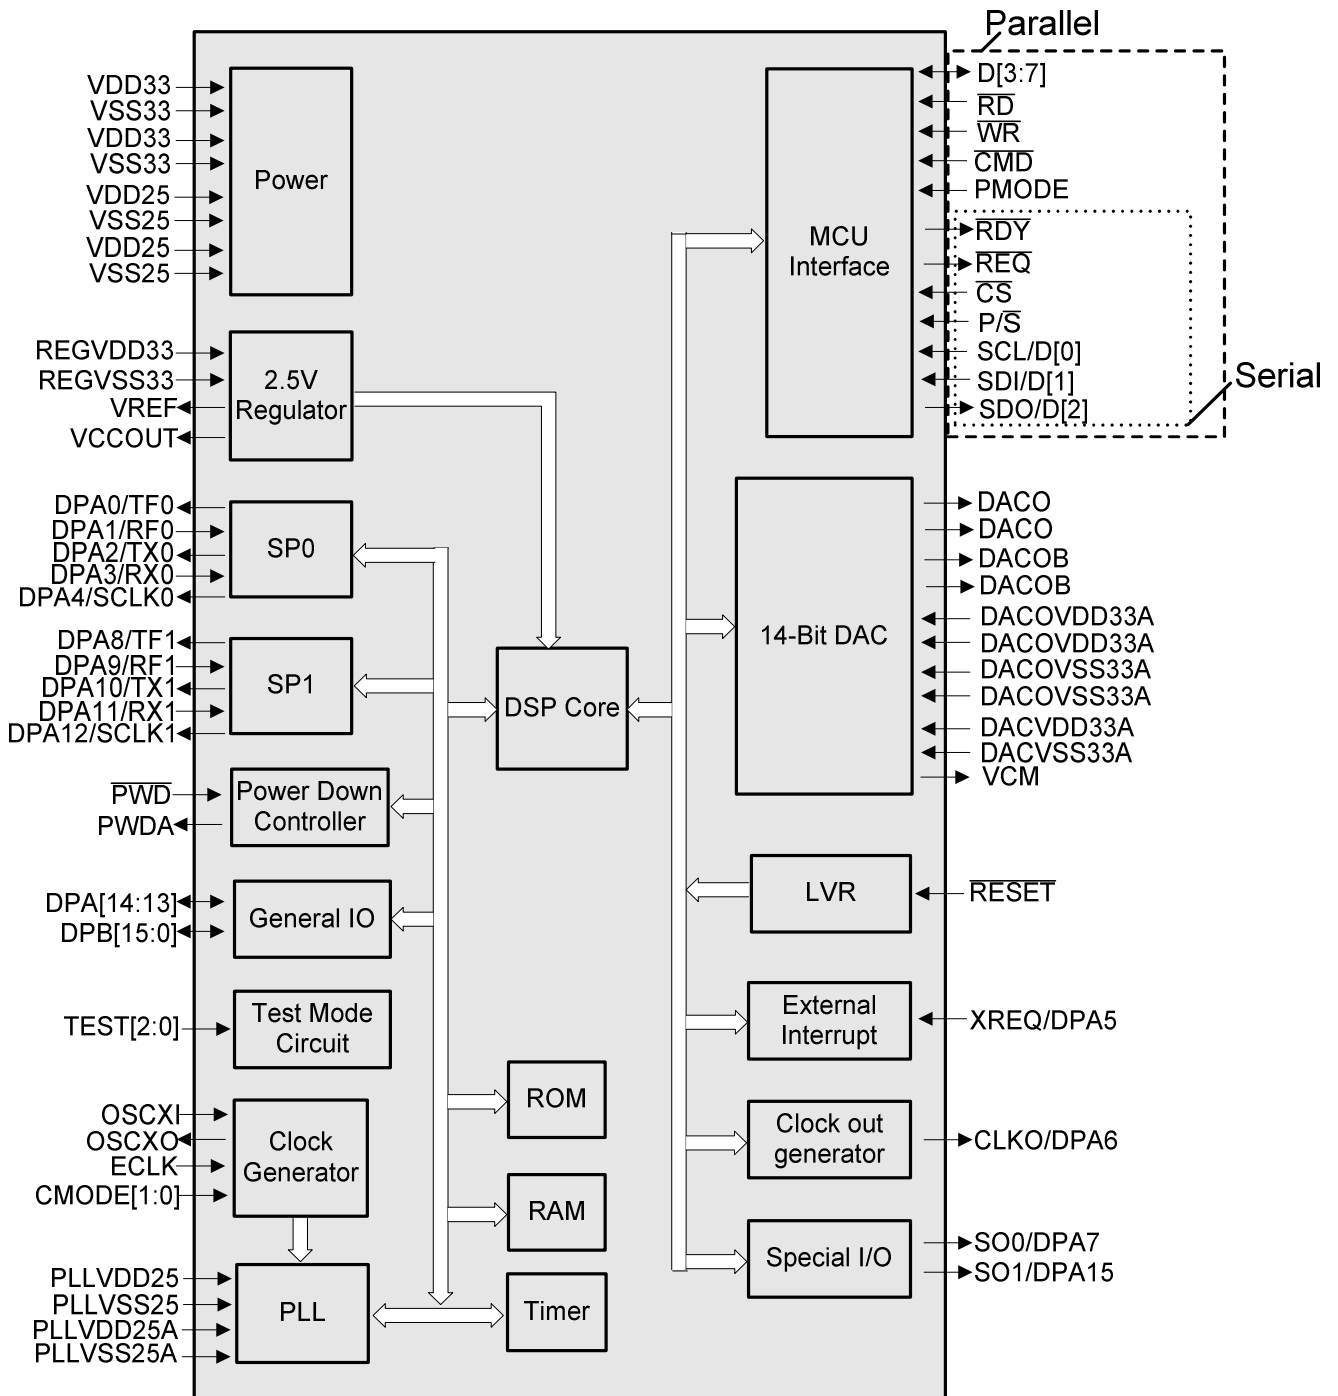 Parallel
VDD33
VSS33
VDD33
VSS33
VDD25
VSS25
VDD25
VSS25
Power
MCU
Interface
D[3:7]
RD
WR
CMD
PMODE
RDY
REQ
CS
P/S
SCL/D[0]
SDI/D[1]
SDO/D[2]
Serial
REGVDD33
REGVSS33
VREF
VCCOUT
2.5V
Regulator
DPA0/TF0
DPA1/RF0
DPA2/TX0
DPA3/RX0
DPA4/SCLK0
SP0
DPA8/TF1
DPA9/RF1
DPA10/TX1
DPA11/RX1
DPA12/SCLK1
SP1
DSP Core
14-Bit DAC
DACO
DACO
DACOB
DACOB
DACOVDD33A
DACOVDD33A
DACOVSS33A
DACOVSS33A
DACVDD33A
DACVSS33A
VCM
PWD
PWDA
Power Down
Controller
LVR
RESET
DPA[14:13]
DPB[15:0]
General IO
TEST[2:0]
Test Mode
Circuit
External
Interrupt
XREQ/DPA5
OSCXI
OSCXO
ECLK
CMODE[1:0]
Clock
Generator
ROM
Clock out
generator
CLKO/DPA6
RAM
Special I/O
SO0/DPA7
SO1/DPA15
PLLVDD25
PLLVSS25
PLLVDD25A
PLLVSS25A
PLL
Timer